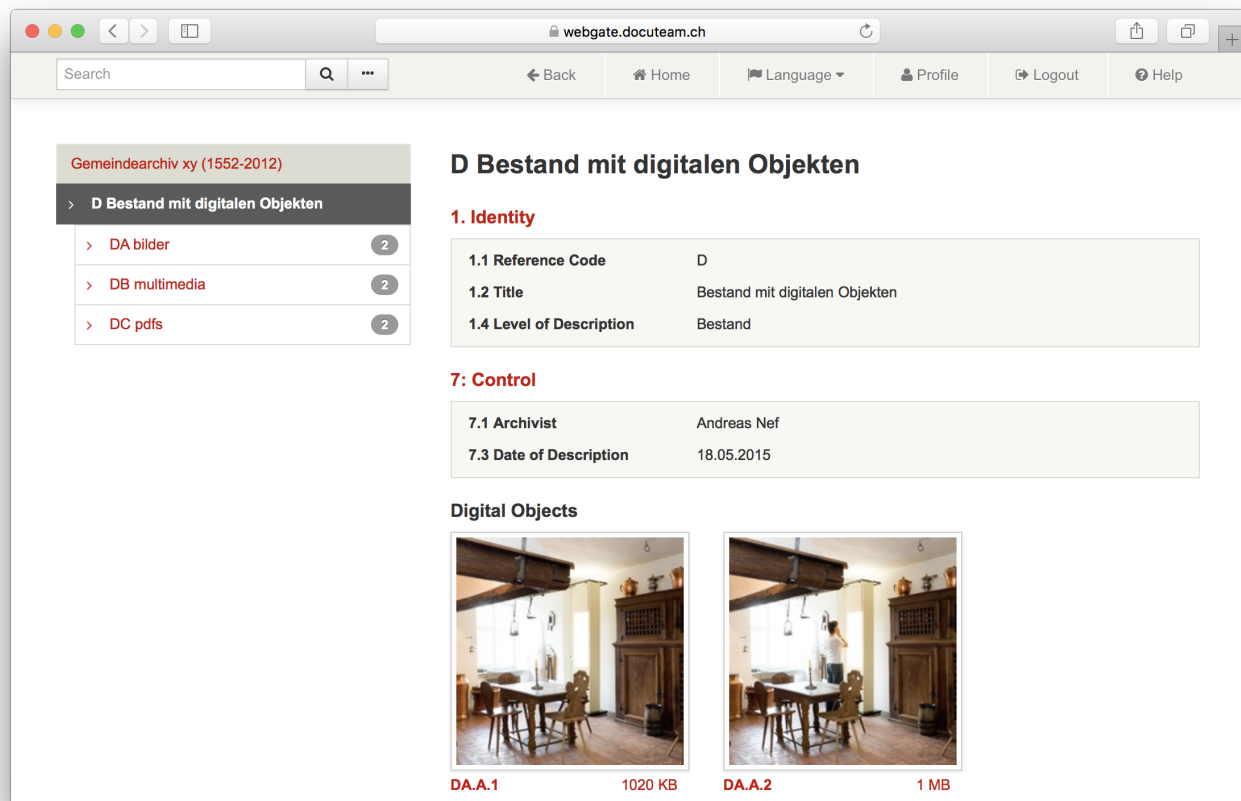 webgate.docuteam.ch
Search
Back
Home
Language
Profile
Logout
Help
Gemeindearchiv xy (1552-2012)
D Bestand mit digitalen Objekten
DA bilder 2
DB multimedia 2
DC pdfs 2
D Bestand mit digitalen Objekten
1. Identity
1.1 Reference Code D
1.2 Title Bestand mit digitalen Objekten
1.4 Level of Description Bestand
7: Control
7.1 Archivist Andreas Nef
7.3 Date of Description 18.05.2015
Digital Objects
DA.A.1 1020 KB
DA.A.2 1 MB